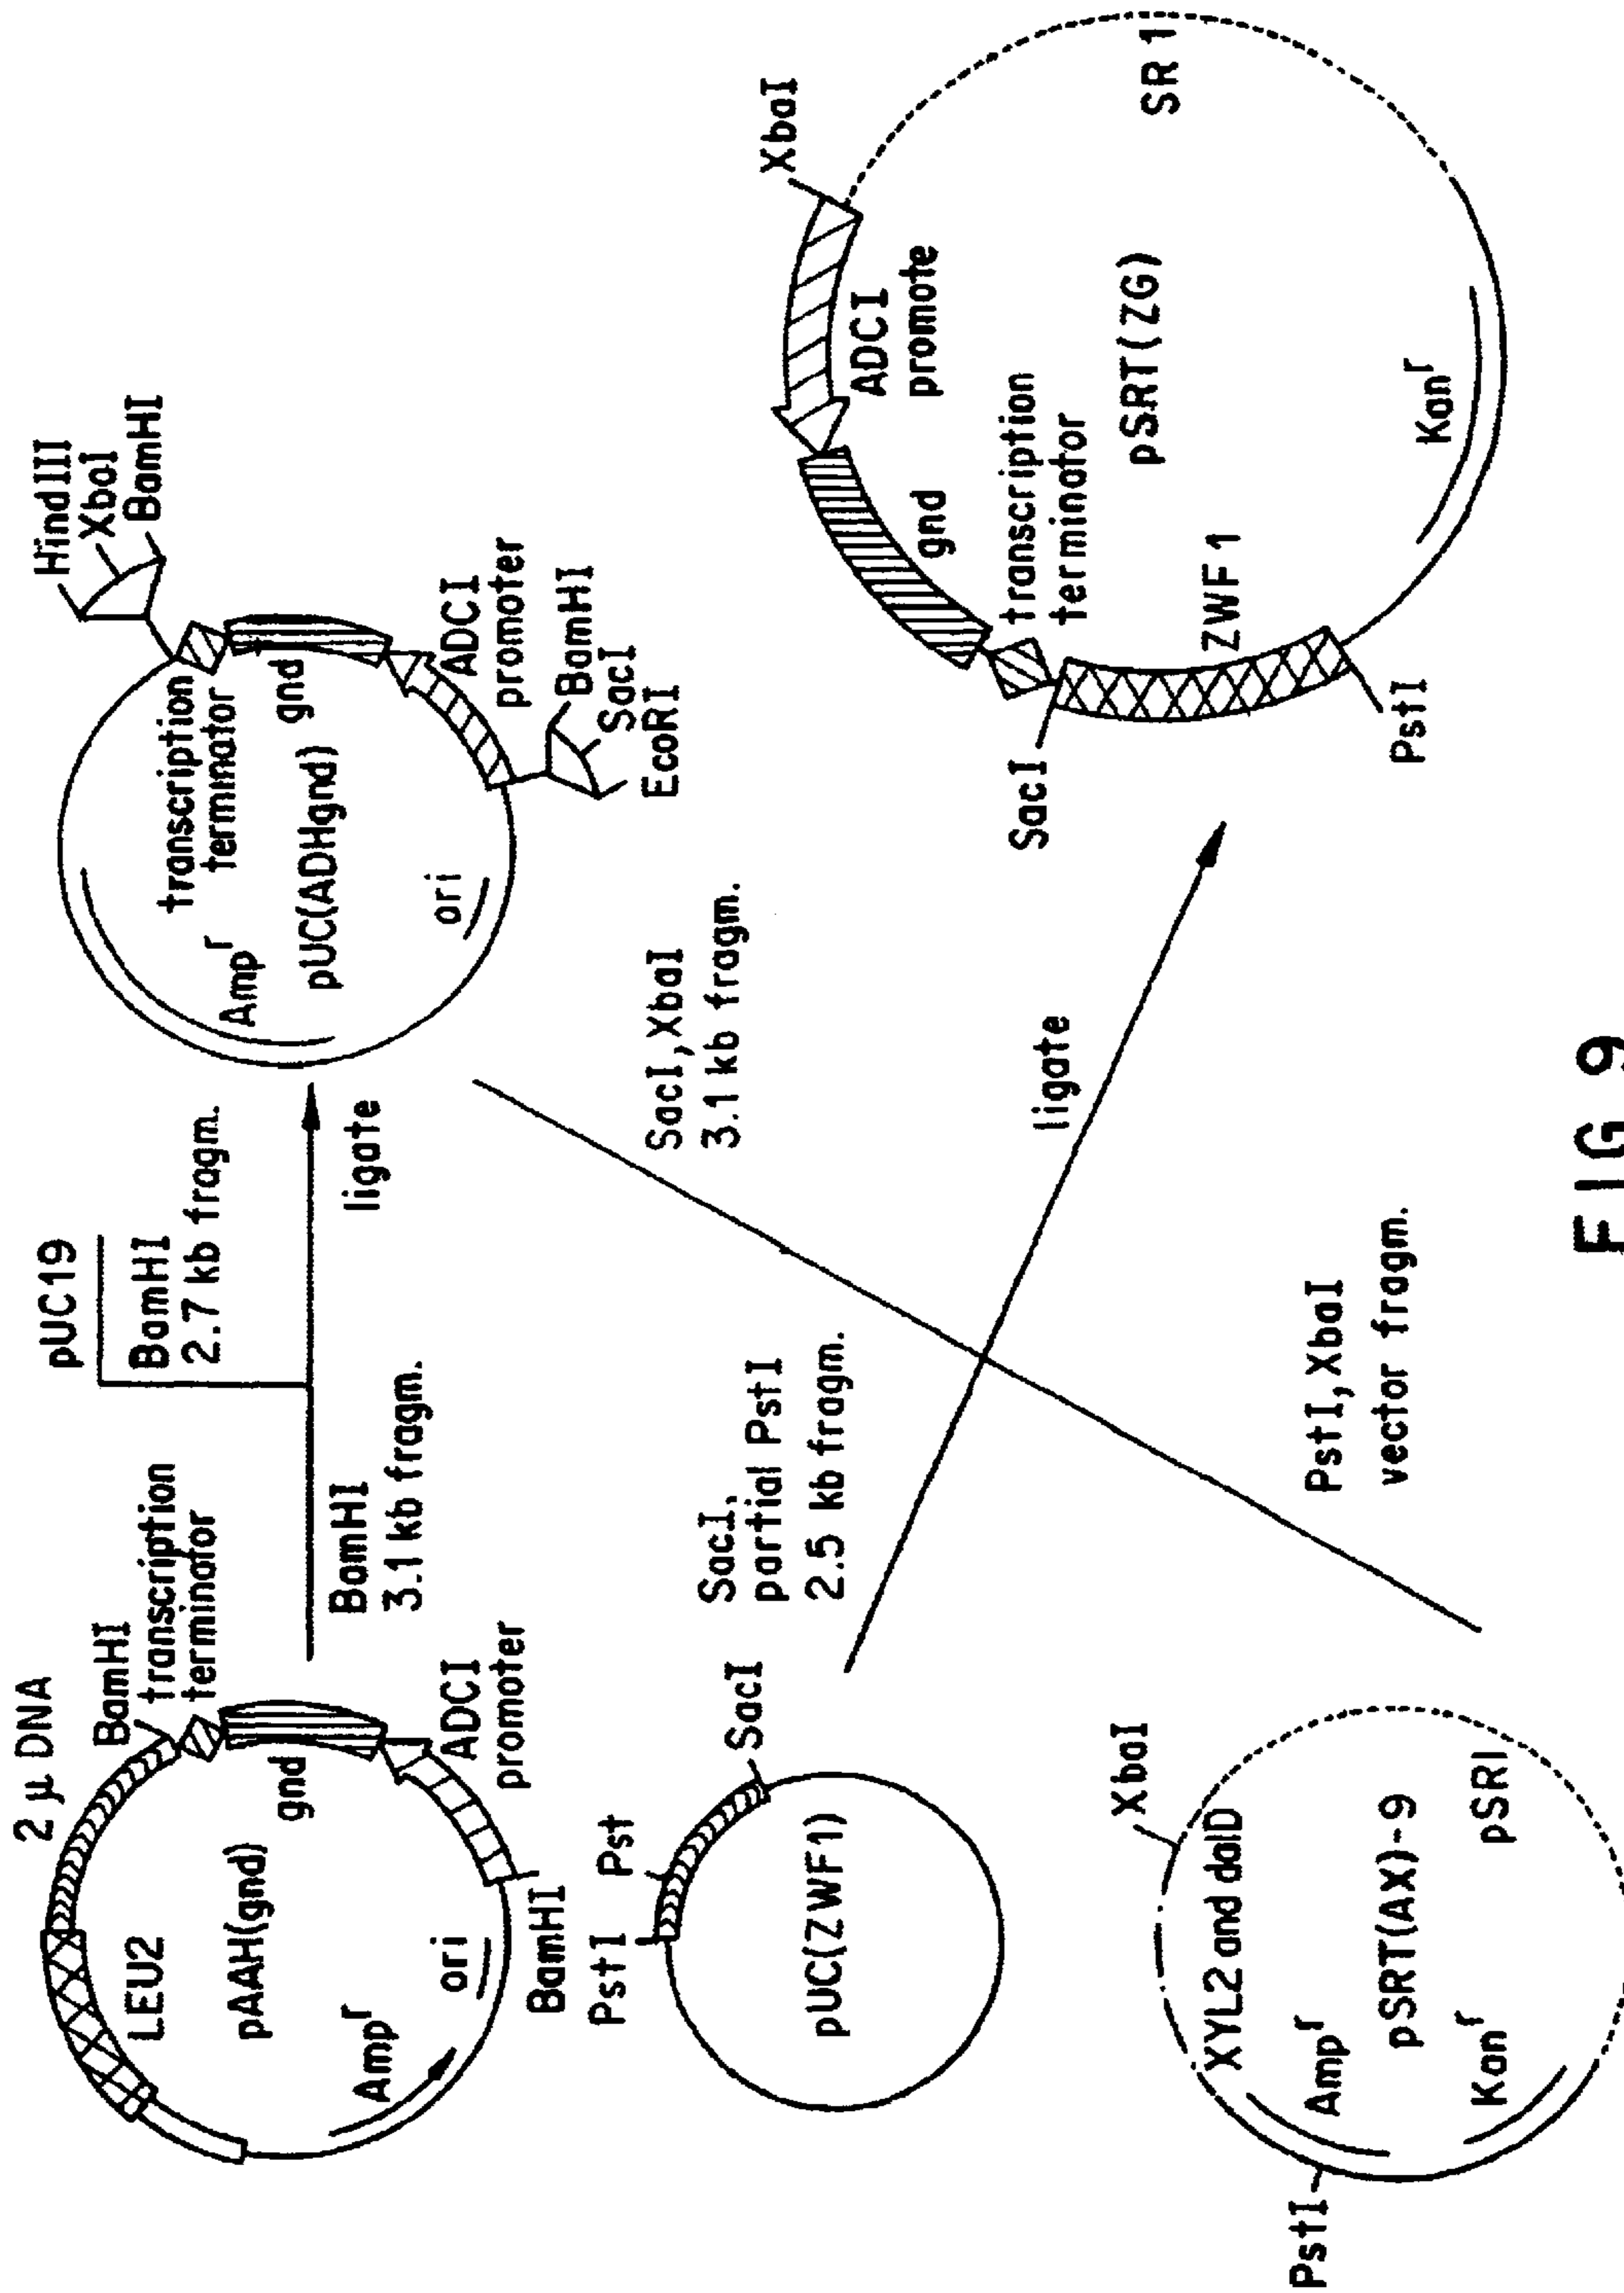 2 μ DNA
BamHI
transcription
terminator
LEU2
pAAH(gnd)
gnd
Amp^r
ori
ADCI
promoter
BamHI
pUC19
BamHI
2.7 kb fragm.
BamHI
3.1 kb fragm.
ligate
HindIII
XbaI
BamHI
transcription
terminator
Amp^r
pUC(ADHgnd)
gnd
ori
ADCI
promoter
BamHI
SacI
EcoRI
PstI
Pst
SacI
pUC(ZWF1)
SacI,
partial PstI
2.5 kb fragm.
SacI,XbaI
3.1 kb fragm.
ligate
XbaI
PstI
XYL2 and dalD
Amp^r
pSRT(AX)-9
Kan^r
pSRI
PstI,XbaI
vector fragm.
XbaI
ADCI
promote
gnd
transcription
terminator
SacI
ZWF1
pSRT(ZG)
SR 1
Kan^r
PstI
FIG 9